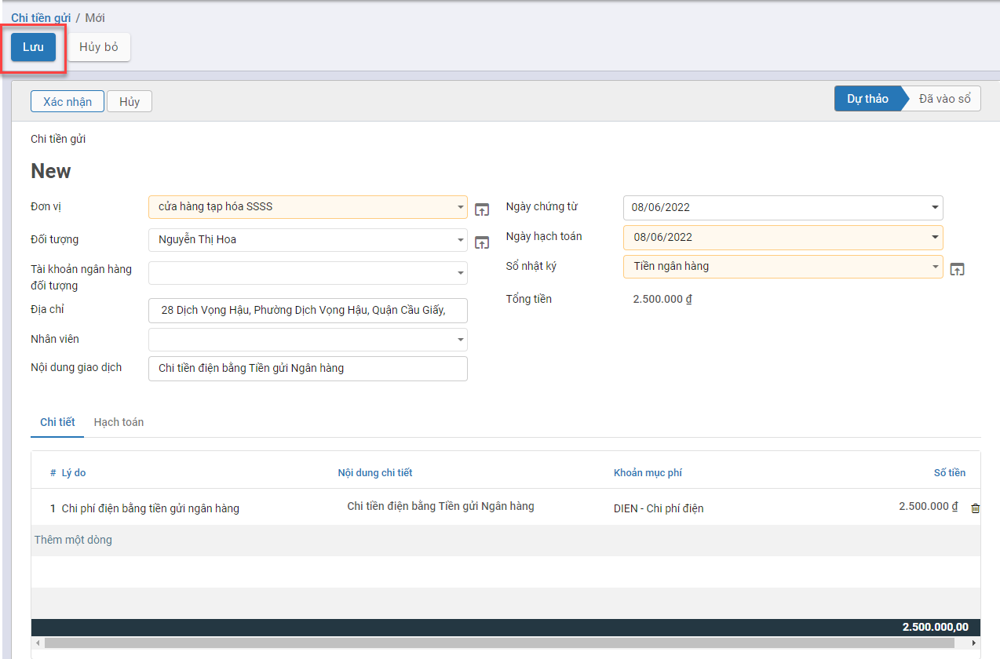 Chi tiền gửi / Mới
Lưu Hủy bỏ
Xác nhận Hủy Dự thảo Đã vào sổ
Chi tiền gửi
New
Đơn vị cửa hàng tạp hóa SSSS Ngày chứng từ 08/06/2022
Đối tượng Nguyễn Thị Hoa Ngày hạch toán 08/06/2022
Tài khoản ngân hàng
đối tượng
Sổ nhật ký Tiền ngân hàng
Địa chỉ 28 Dịch Vọng Hậu, Phường Dịch Vọng Hậu, Quận Cầu Giấy,
Tổng tiền 2.500.000 ₫
Nhân viên
Nội dung giao dịch Chi tiền điện bằng Tiền gửi Ngân hàng
Chi tiết Hạch toán
# Lý do Nội dung chi tiết Khoản mục phí Số tiền
1 Chi phí điện bằng tiền gửi ngân hàng Chi tiền điện bằng Tiền gửi Ngân hàng DIEN - Chi phí điện 2.500.000 ₫
Thêm một dòng
2.500.000,00